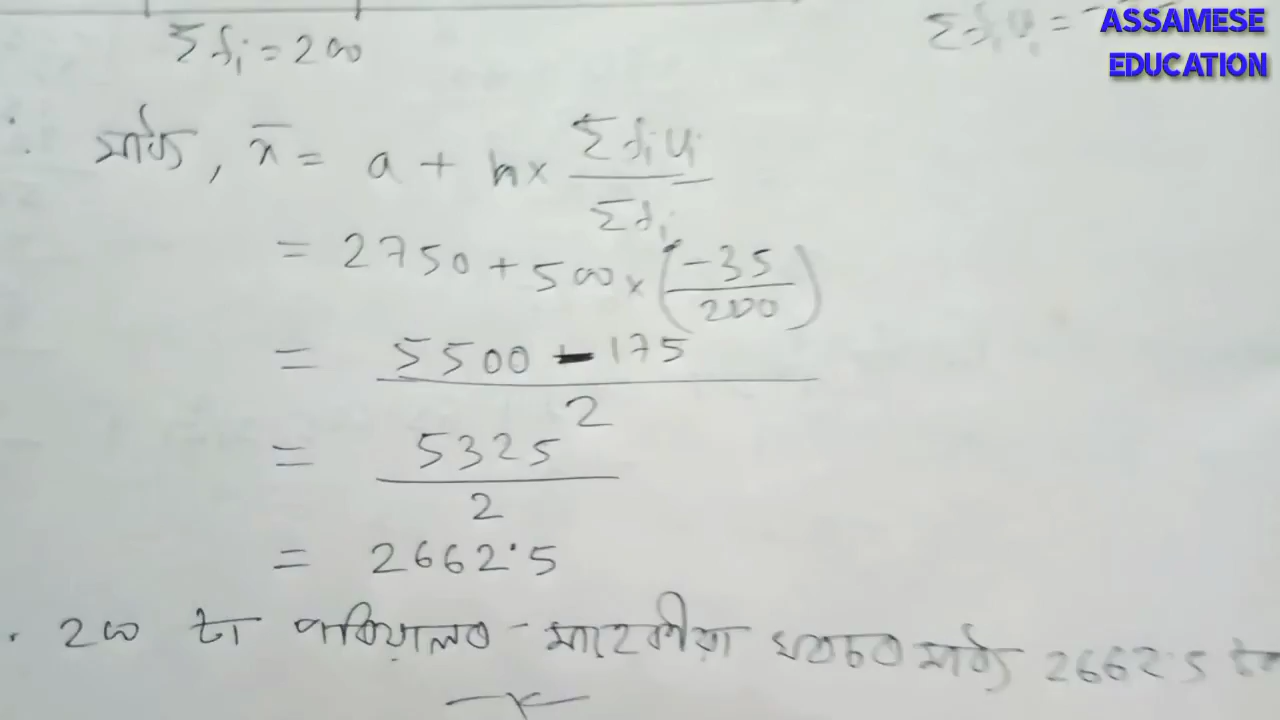 Σfᵢ = 200
Σfᵢuᵢ = -
ASSAMESE
EDUCATION
∴ মাধ্য, x̄ = a + h × Σfᵢuᵢ / Σfᵢ
= 2750 + 500 × (-35 / 200)
= 5500 - 175 / 2
= 5325 / 2
= 2662.5
∴ 200 টা পৰিয়ালৰ মাহেকীয়া খৰচৰ মাধ্য 2662.5